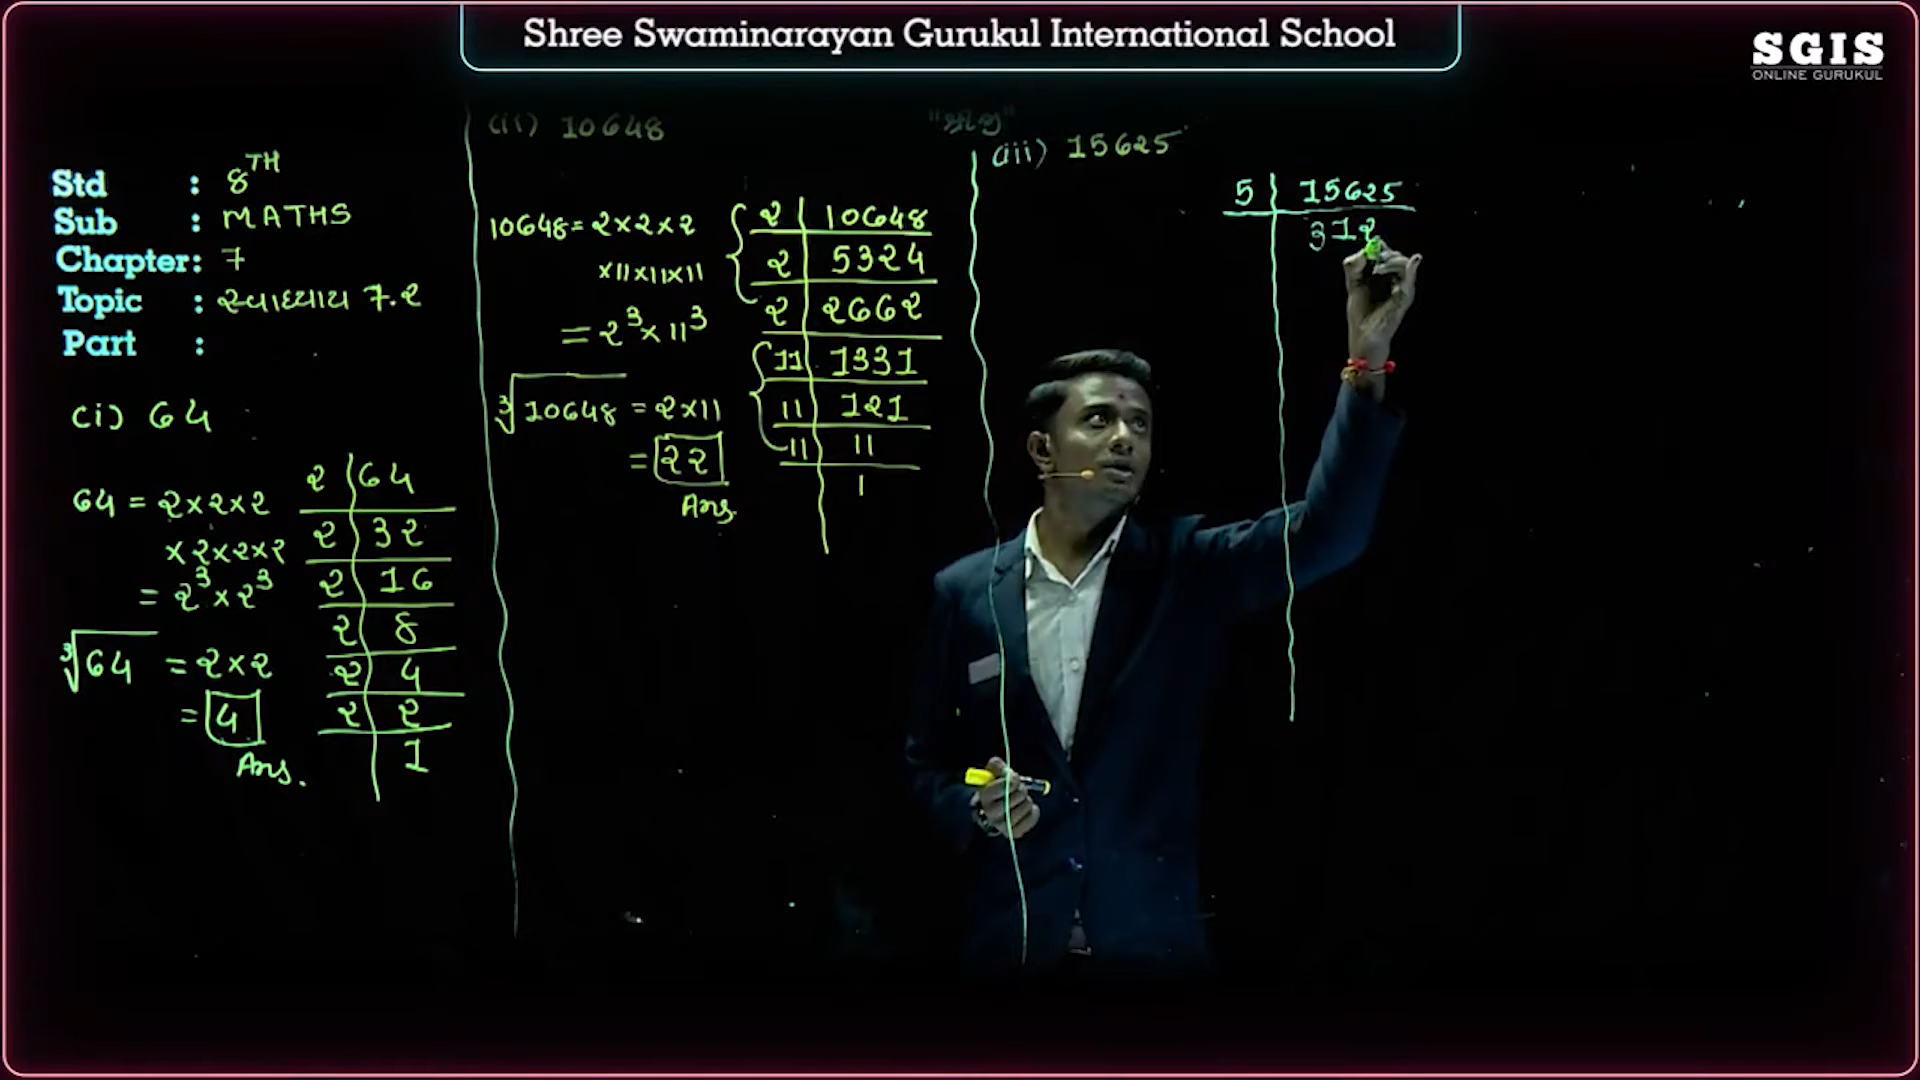 Shree Swaminarayan Gurukul International School
SGIS
ONLINE GURUKUL
Std : 8TH
Sub : MATHS
Chapter: 7
Topic : સ્વાધ્યાય 7.૨
Part :
(i) 64
64 = ૨×૨×૨
×૨×૨×૨
= ૨³×૨³
∛64 = ૨×૨
= 4
Ans.
૨ | 64
૨ | 3૨
૨ | 16
૨ | 8
૨ | 4
૨ | ૨
| 1
(ii) 10648
10648 = ૨×૨×૨
×11×11×11
= ૨³×11³
∛10648 = ૨×11
= ૨૨
Ans.
૨ | 10648
૨ | 53૨4
૨ | ૨66૨
11 | 1331
11 | 1૨1
11 | 11
| 1
(iii) 156૨5
5 | 156૨5
31૨